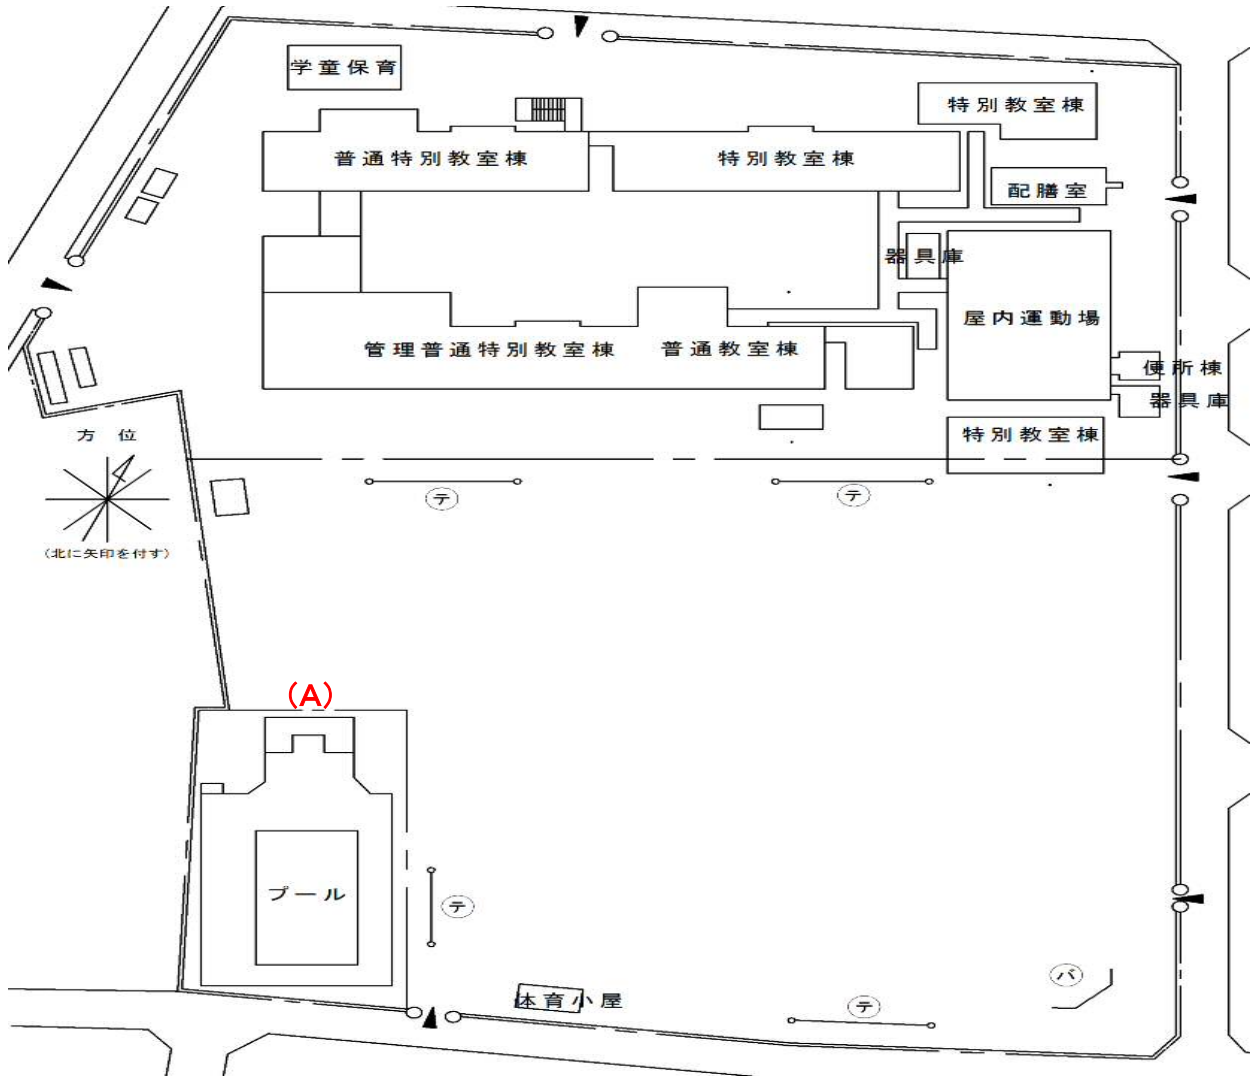 学童保育
特別教室棟
普通特別教室棟
特別教室棟
配膳室
器具庫
屋内運動場
管理普通特別教室棟
普通教室棟
便所棟
器具庫
方位
特別教室棟
テ
テ
(北に矢印を付す)
(A)
プール
テ
バ
体育小屋
テ